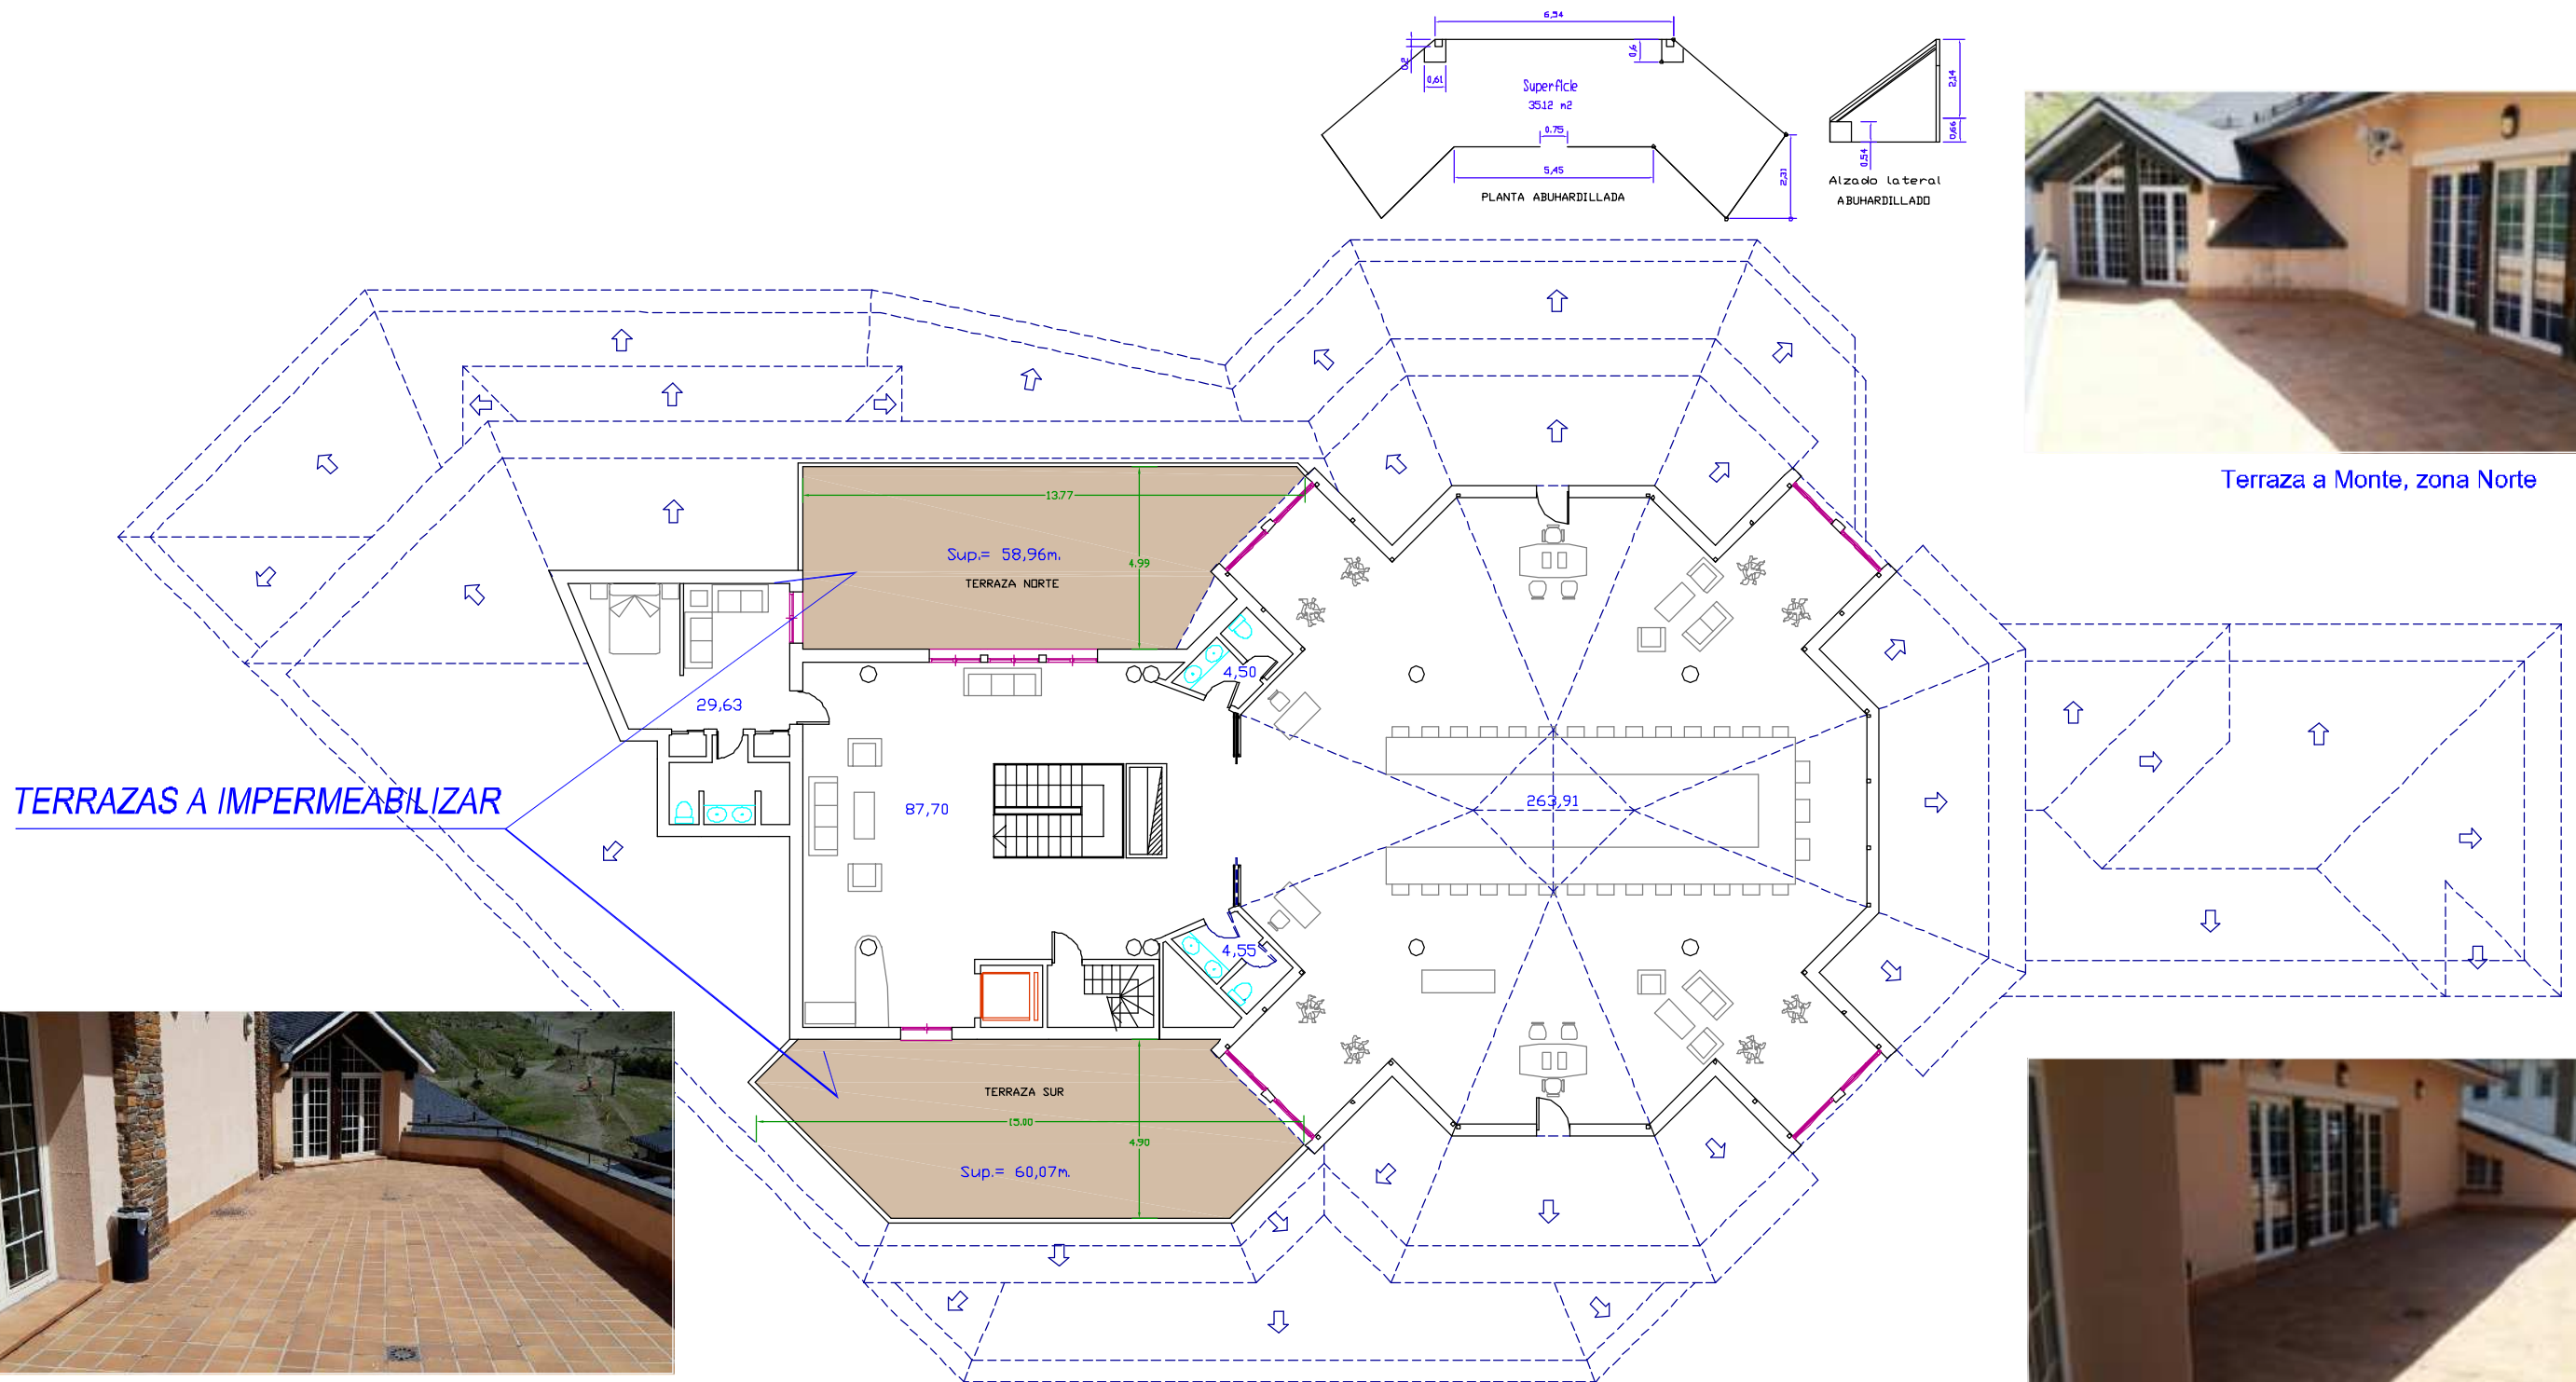 6,94
0,2
0,61
0,6
Superficie
35.12 m2
0.75
5,45
2,31
PLANTA ABUHARDILLADA
2,14
0,66
0,54
Alzado lateral
ABUHARDILLADO
Terraza a Monte, zona Norte
13.77
4.99
Sup.= 58,96m.
TERRAZA NORTE
4,50
29,63
TERRAZAS A IMPERMEABILIZAR
87,70
263,91
4,55
TERRAZA SUR
15.00
4.90
Sup.= 60,07m.